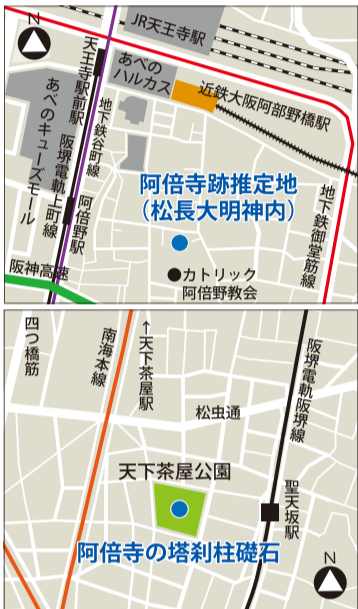 N
JR天王寺駅
あべの
ハルカス
近鉄大阪阿部野橋駅
天王寺駅前駅
あべのキューズモール
阪堺電軌上町線
地下鉄谷町線
阿倍野駅
阿倍寺跡推定地
(松長大明神内)
地下鉄御堂筋線
カトリック
阿倍野教会
阪神高速
四つ橋筋
南海本線
←天下茶屋駅
松虫通
阪堺電軌阪堺線
天下茶屋公園
聖天坂駅
阿倍寺の塔刹柱礎石
N